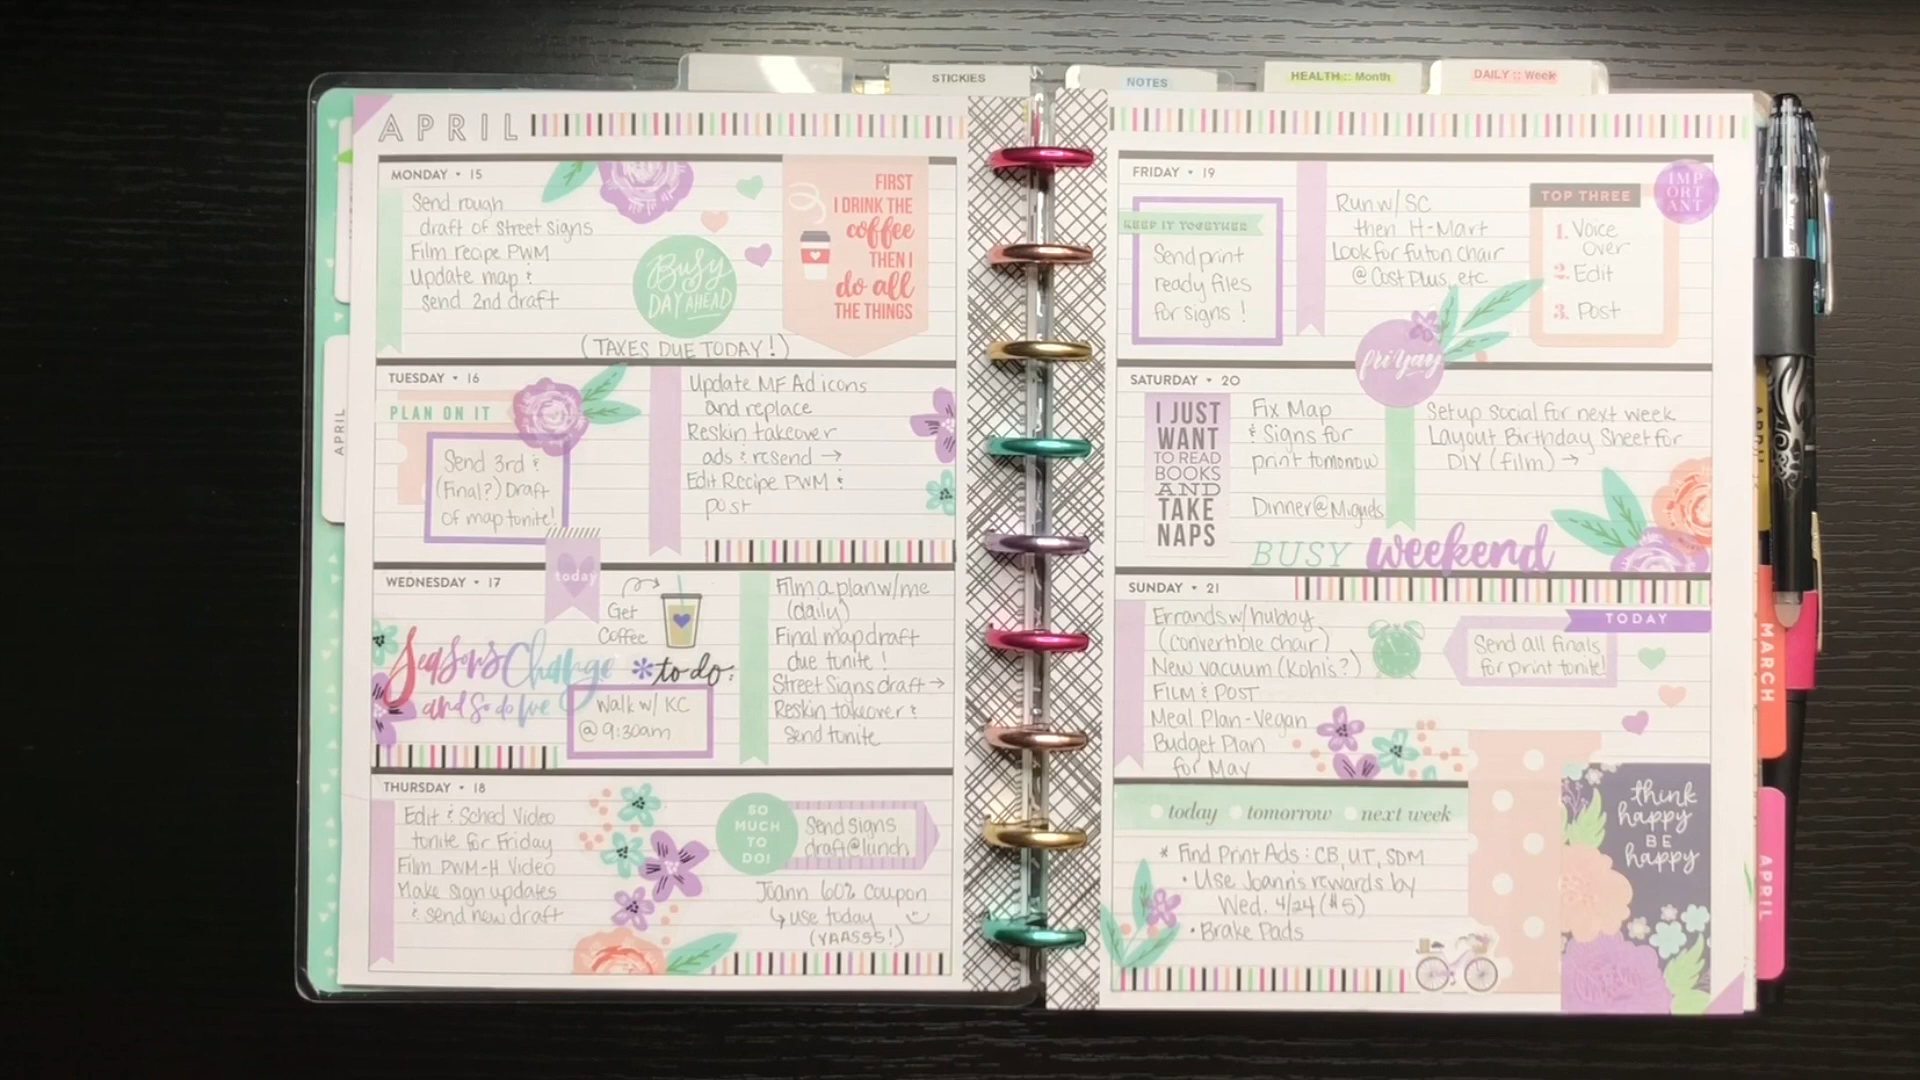 STICKIES
NOTES
HEALTH :: Month
DAILY :: Week
APRIL
MONDAY • 15
Send rough
draft of Street Signs
Film recipe PWM
Update map &
send 2nd draft
Busy
DAY AHEAD
(TAXES DUE TODAY!)
FIRST
I DRINK THE
coffee
THEN I
do all
THE THINGS
TUESDAY • 16
PLAN ON IT
Send 3rd &
(Final?) Draft
of map tonite!
Update MF Ad icons
and replace
Reskin takeover
ads & resend →
Edit Recipe PWM &
post
WEDNESDAY • 17
today
Get
Coffee
Seasons Change
and so do we
*to do:
Walk w/ KC
@ 9:30am
Film a plan w/me
(daily)
Final map draft
due tonite!
Street Signs draft →
Reskin takeover &
send tonite
THURSDAY • 18
Edit & Sched Video
tonite for Friday
Film PWM-H Video
Make sign updates
& send new draft
SO
MUCH
TO
DO!
Send signs
draft@lunch
Joann 60% coupon
↳ use today
(YAASSS!)
FRIDAY • 19
KEEP IT TOGETHER
Send print
ready files
for signs!
Run w/ SC
then H-Mart
Look for futon chair
@ Cost Plus, etc
IMP
ORT
ANT
TOP THREE
1. Voice
Over
2. Edit
3. Post
fri-yay
SATURDAY • 20
I JUST
WANT
TO READ
BOOKS
AND
TAKE
NAPS
Fix Map
& Signs for
print tomorrow
Dinner@Miguels
Setup social for next week
Layout Birthday Sheet for
DIY (film) →
BUSY weekend
SUNDAY • 21
Errands w/ hubby
(convertible chair)
New vacuum (Kohls?)
FILM & POST
Meal Plan - Vegan
Budget Plan
for May
TODAY
Send all finals
for print tonite!
today tomorrow next week
* Find Print Ads: CB, UT, SDM
• Use Joann's rewards by
Wed. 4/24 ($5)
• Brake Pads
think
happy
BE
happy
APRIL
APRIL
MARCH
APRIL